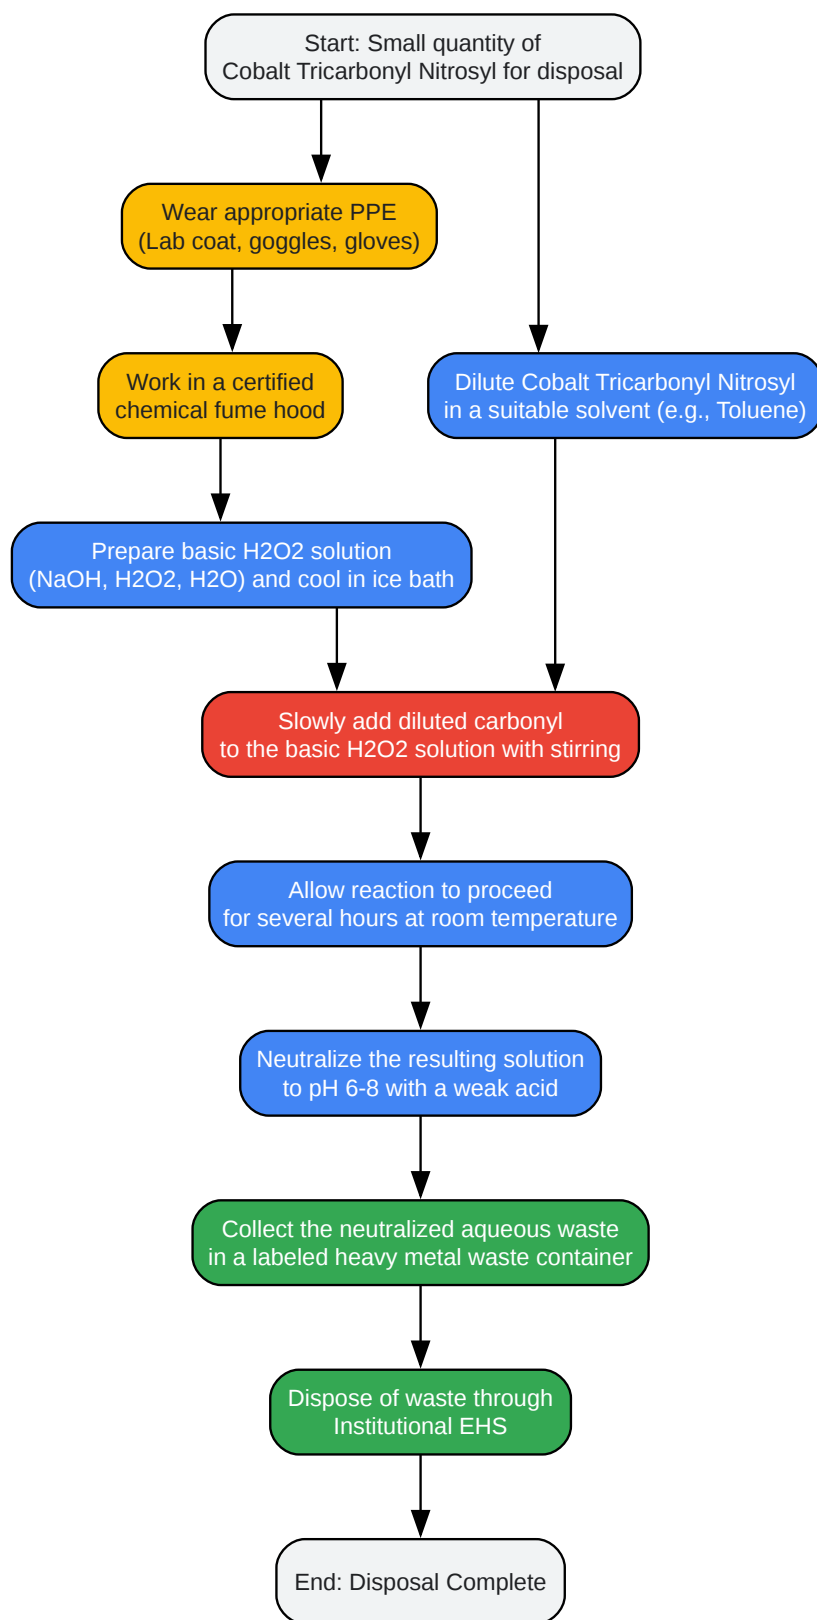 Start: Small quantity of
Cobalt Tricarbonyl Nitrosyl for disposal
Wear appropriate PPE
(Lab coat, goggles, gloves)
Work in a certified
chemical fume hood
Dilute Cobalt Tricarbonyl Nitrosyl
in a suitable solvent (e.g., Toluene)
Prepare basic H2O2 solution
(NaOH, H2O2, H2O) and cool in ice bath
Slowly add diluted carbonyl
to the basic H2O2 solution with stirring
Allow reaction to proceed
for several hours at room temperature
Neutralize the resulting solution
to pH 6-8 with a weak acid
Collect the neutralized aqueous waste
in a labeled heavy metal waste container
Dispose of waste through
Institutional EHS
End: Disposal Complete